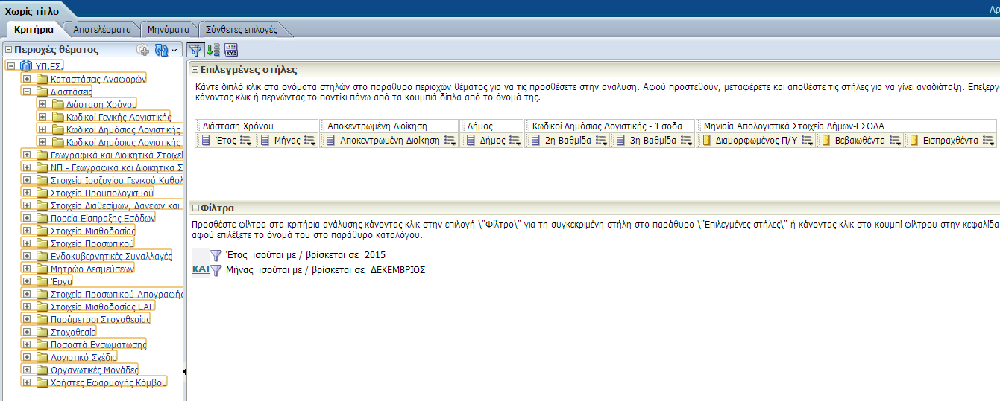 Χωρίς τίτλο
Αρ
Κριτήρια Αποτελέσματα Μηνύματα Σύνθετες επιλογές
Περιοχές θέματος
ΥΠ.ΕΣ.
Καταστάσεις Αναφορών
Διαστάσεις
Διάσταση Χρόνου
Κωδικοί Γενικής Λογιστικής
Κωδικοί Δημόσιας Λογιστικής
Κωδικοί Δημόσιας Λογιστικής
Γεωγραφικά και Διοικητικά Στοιχεί
ΝΠ - Γεωγραφικά και Διοικητικά Σ
Στοιχεία Ισοζυγίου Γενικού Καθολ
Στοιχεία Προϋπολογισμού
Στοιχεία Διαθεσίμων, Δανείων και
Πορεία Είσπραξης Εσόδων
Στοιχεία Μισθοδοσίας
Στοιχεία Προσωπικού
Ενδοκυβερνητικές Συναλλαγές
Μητρώο Δεσμεύσεων
Έργα
Στοιχεία Προσωπικού Απογραφής
Στοιχεία Μισθοδοσίας ΕΑΠ
Παράμετροι Στοχοθεσίας
Στοχοθεσία
Ποσοστά Ενσωμάτωσης
Λογιστικό Σχέδιο
Οργανωτικές Μονάδες
Χρήστες Εφαρμογής Κόμβου
XYZ
Επιλεγμένες στήλες
Κάντε διπλό κλικ στα ονόματα στηλών στο παράθυρο περιοχών θέματος για να τις προσθέσετε στην ανάλυση. Αφού προστεθούν, μεταφέρετε και αποθέστε τις στήλες για να γίνει αναδιάταξη. Επεξεργ
κάνοντας κλικ ή περνώντας το ποντίκι πάνω από τα κουμπιά δίπλα από το όνομά της.
Διάσταση Χρόνου Αποκεντρωμένη Διοίκηση Δήμος Κωδικοί Δημόσιας Λογιστικής - Έσοδα Μηνιαία Απολογιστικά Στοιχεία Δήμων-ΕΣΟΔΑ
Έτος Μήνας Αποκεντρωμένη Διοίκηση Δήμος 2η Βαθμίδα 3η Βαθμίδα Διαμορφωμένος Π/Υ Βεβαιωθέντα Εισπραχθέντα
Φίλτρα
Προσθέστε φίλτρα στα κριτήρια ανάλυσης κάνοντας κλικ στην επιλογή \"Φίλτρο\" για τη συγκεκριμένη στήλη στο παράθυρο \"Επιλεγμένες στήλες\" ή κάνοντας κλικ στο κουμπί φίλτρου στην κεφαλίδα
αφού επιλέξετε το όνομά του στο παράθυρο καταλόγου.
Έτος ισούται με / βρίσκεται σε 2015
ΚΑΙ Μήνας ισούται με / βρίσκεται σε ΔΕΚΕΜΒΡΙΟΣ